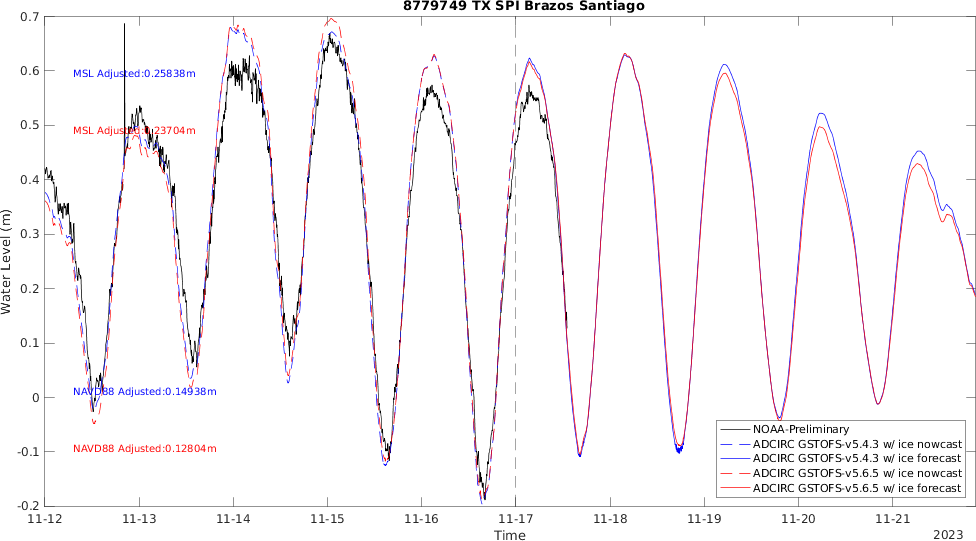 8779749 TX SPI Brazos Santiago
Water Level (m)
0.7
0.6
0.5
0.4
0.3
0.2
0.1
0
-0.1
-0.2
MSL Adjusted:0.25838m
MSL Adjusted:0.23704m
NAVD88 Adjusted:0.14938m
NAVD88 Adjusted:0.12804m
NOAA-Preliminary
ADCIRC GSTOFS-v5.4.3 w/ ice nowcast
ADCIRC GSTOFS-v5.4.3 w/ ice forecast
ADCIRC GSTOFS-v5.6.5 w/ ice nowcast
ADCIRC GSTOFS-v5.6.5 w/ ice forecast
11-12 11-13 11-14 11-15 11-16 11-17 11-18 11-19 11-20 11-21
Time
2023